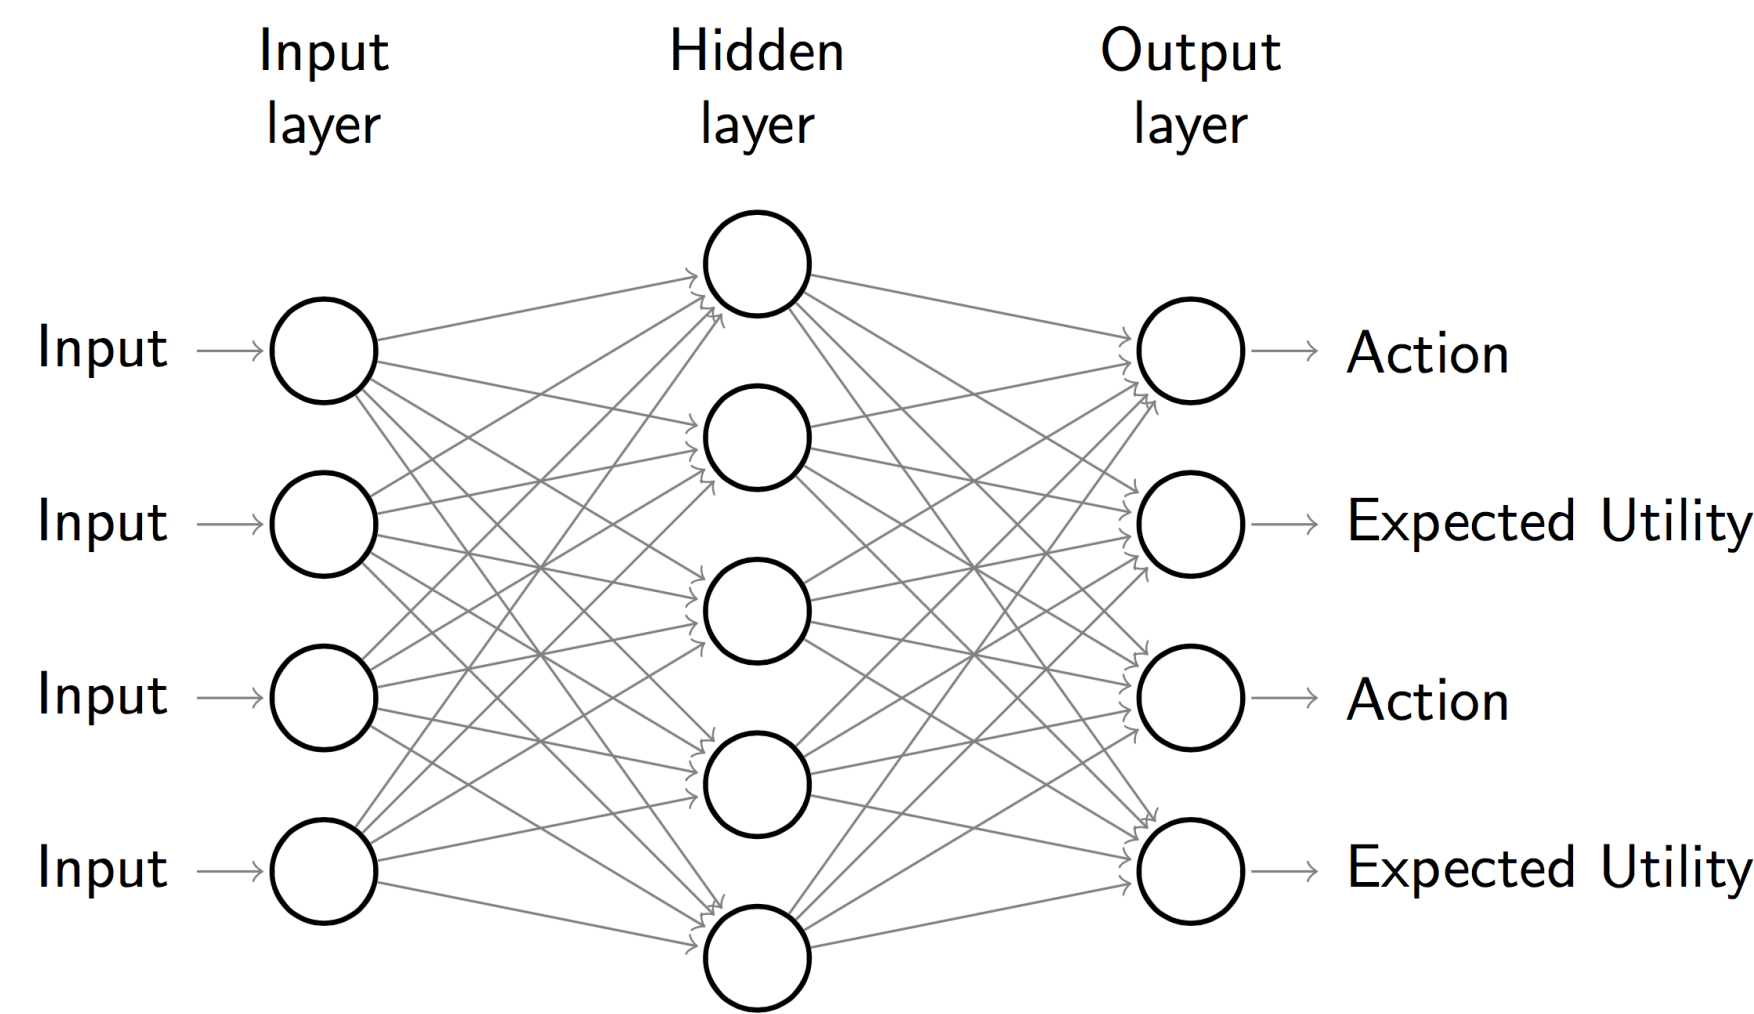 Input
layer
Hidden
layer
Output
layer
Input
Action
Input
Expected Utility
Input
Action
Input
Expected Utility